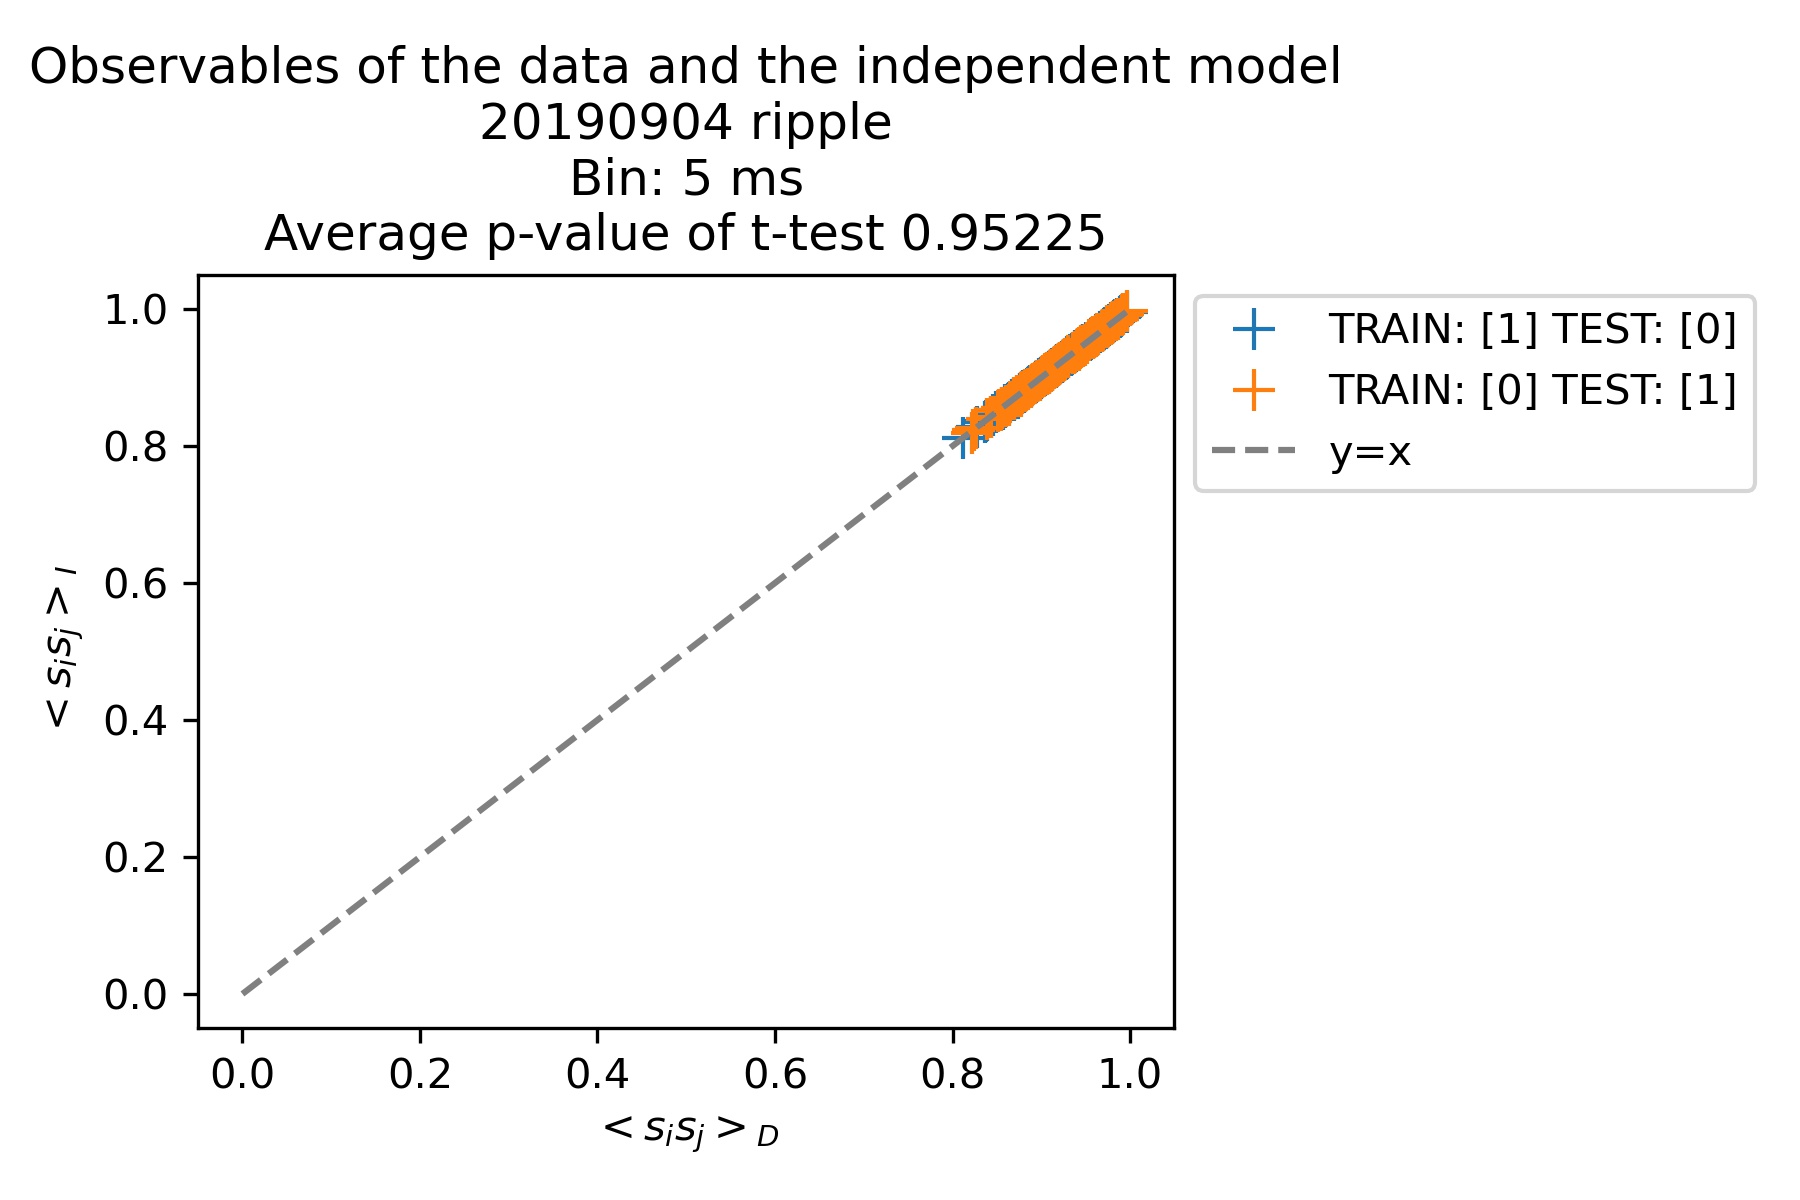 Observables of the data and the independent model
20190904 ripple
Bin: 5 ms
Average p-value of t-test 0.95225
1.0
0.8
0.6
0.4
0.2
0.0
< s_i s_j >_I
0.0 0.2 0.4 0.6 0.8 1.0
< s_i s_j >_D
TRAIN: [1] TEST: [0]
TRAIN: [0] TEST: [1]
y=x